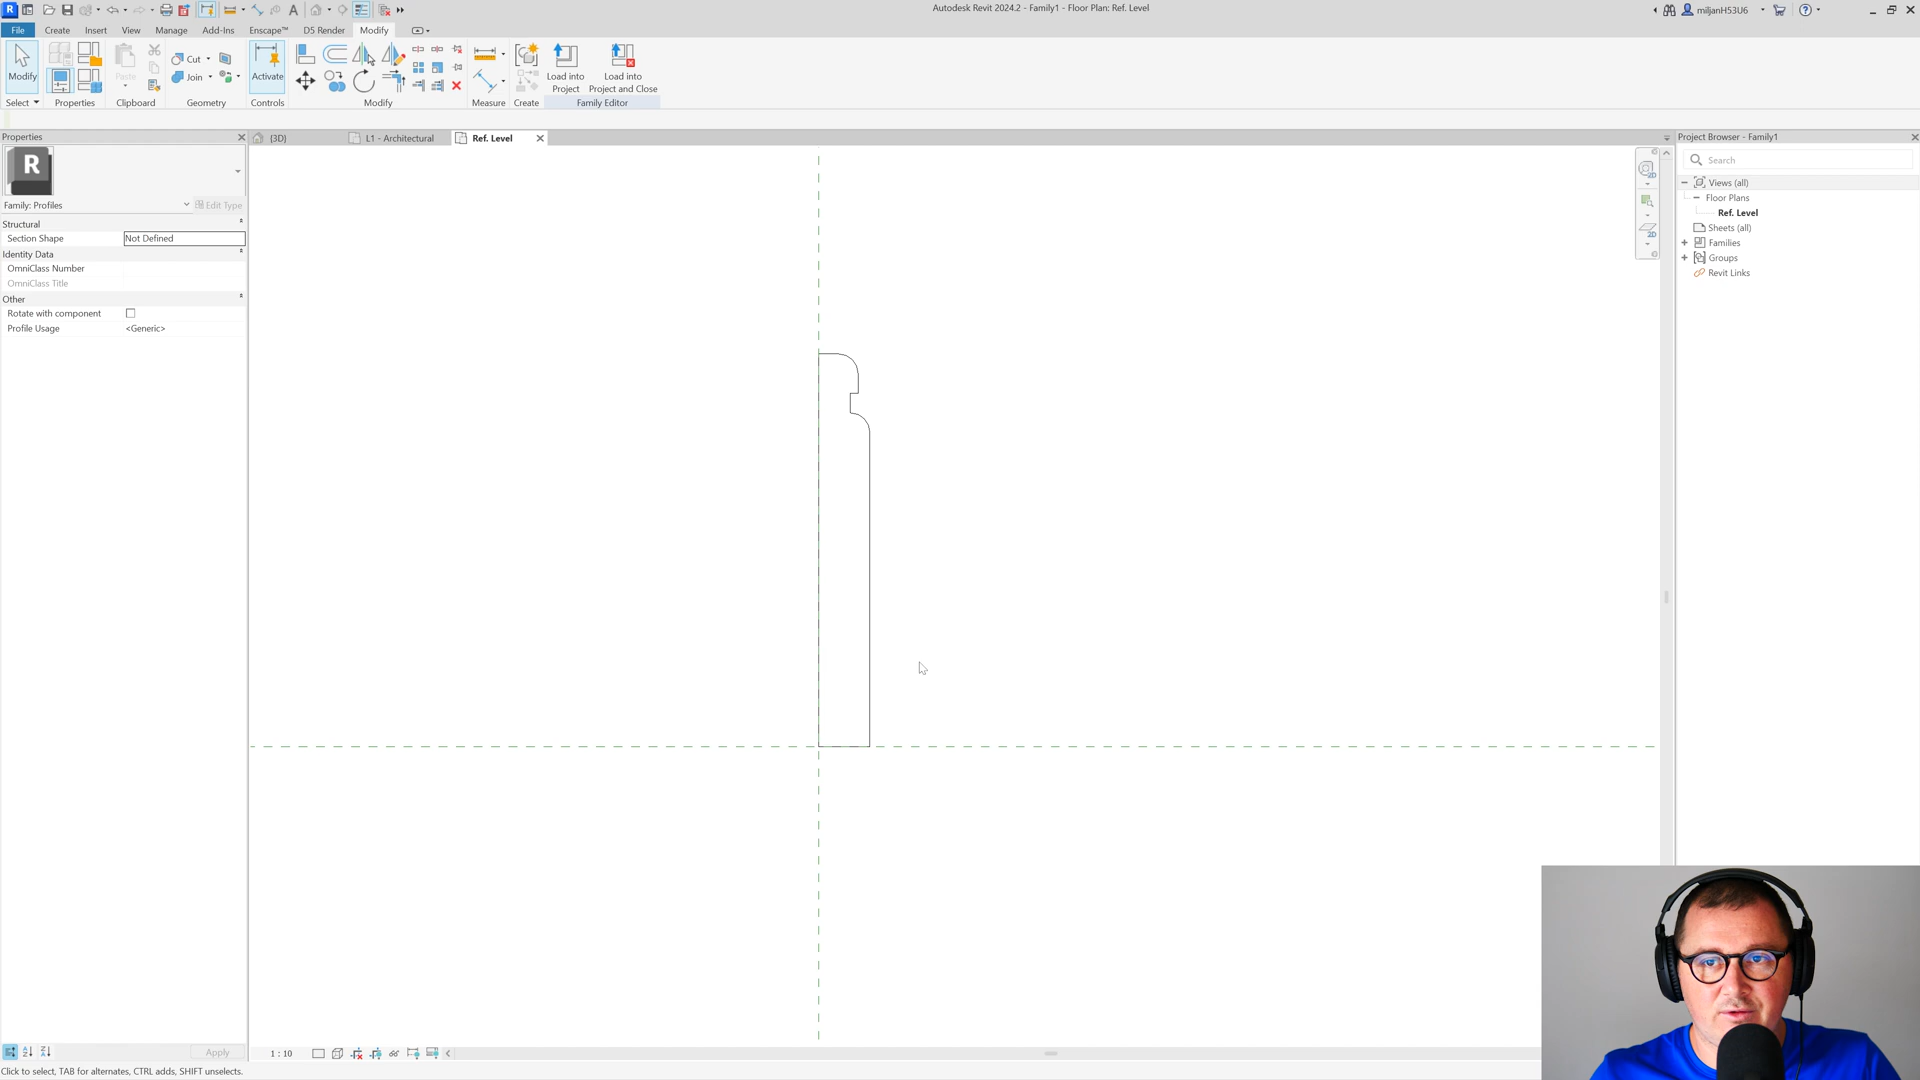 Autodesk Revit 2024.2 - Family1 - Floor Plan: Ref. Level
miljanH53U6
File
Create
Insert
View
Manage
Add-Ins
Enscape™
D5 Render
Modify
Modify
Paste
Cut
Join
Activate
Load into
Project
Load into
Project and Close
Select
Properties
Clipboard
Geometry
Controls
Modify
Measure
Create
Family Editor
Properties
{3D}
L1 - Architectural
Ref. Level
Project Browser - Family1
R
Search
Views (all)
Floor Plans
Ref. Level
Sheets (all)
Families
Groups
Revit Links
Family: Profiles
Edit Type
Structural
Section Shape
Not Defined
Identity Data
OmniClass Number
OmniClass Title
Other
Rotate with component
Profile Usage
<Generic>
2D
2D
Apply
1 : 10
Click to select, TAB for alternates, CTRL adds, SHIFT unselects.